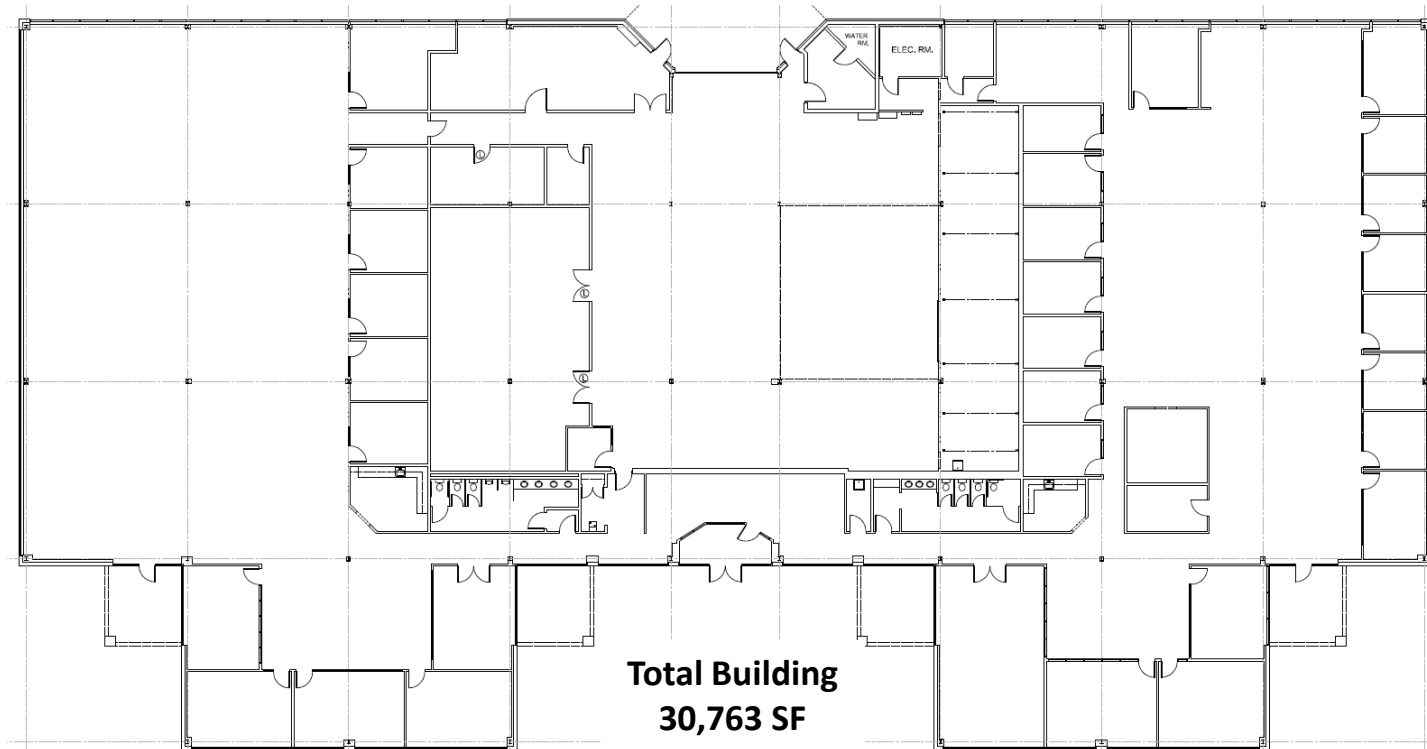 WATER
RM.
ELEC. RM.
Total Building
30,763 SF